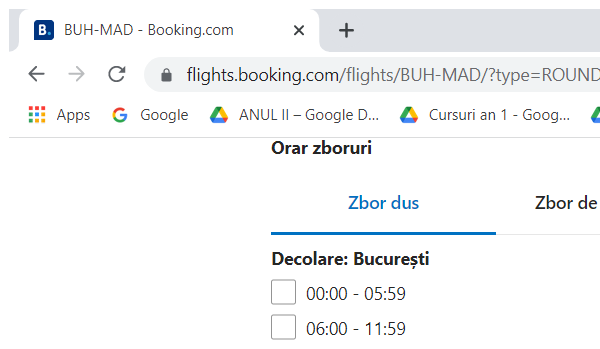 B. BUH-MAD - Booking.com
flights.booking.com/flights/BUH-MAD/?type=ROUND
Apps Google ANUL II – Google D... Cursuri an 1 - Goog...
Orar zboruri
Zbor dus Zbor de
Decolare: București
00:00 - 05:59
06:00 - 11:59